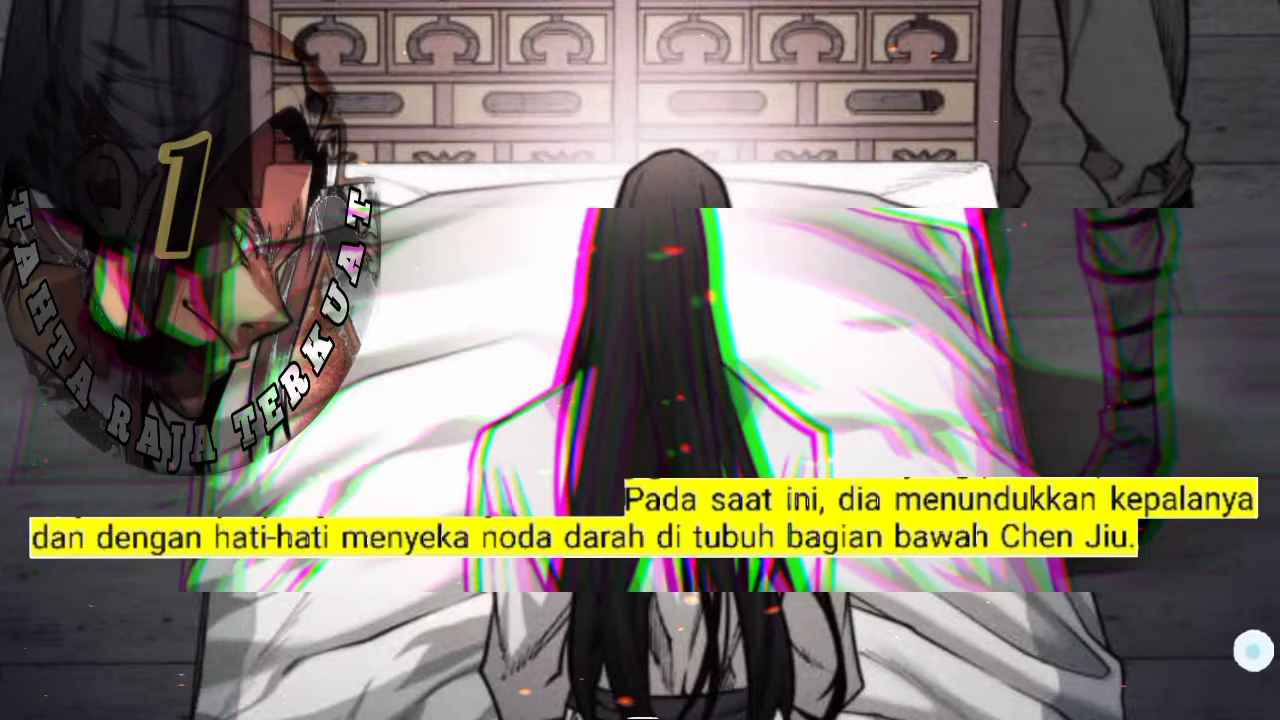 1
TAHTA RAJA TERKUAT
Pada saat ini, dia menundukkan kepalanya
dan dengan hati-hati menyeka noda darah di tubuh bagian bawah Chen Jiu.